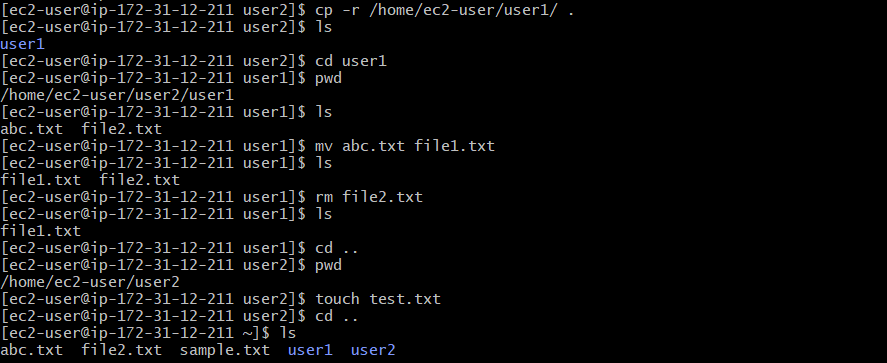 [ec2-user@ip-172-31-12-211 user2]$ cp -r /home/ec2-user/user1/ .
[ec2-user@ip-172-31-12-211 user2]$ ls
user1
[ec2-user@ip-172-31-12-211 user2]$ cd user1
[ec2-user@ip-172-31-12-211 user1]$ pwd
/home/ec2-user/user2/user1
[ec2-user@ip-172-31-12-211 user1]$ ls
abc.txt  file2.txt
[ec2-user@ip-172-31-12-211 user1]$ mv abc.txt file1.txt
[ec2-user@ip-172-31-12-211 user1]$ ls
file1.txt  file2.txt
[ec2-user@ip-172-31-12-211 user1]$ rm file2.txt
[ec2-user@ip-172-31-12-211 user1]$ ls
file1.txt
[ec2-user@ip-172-31-12-211 user1]$ cd ..
[ec2-user@ip-172-31-12-211 user2]$ pwd
/home/ec2-user/user2
[ec2-user@ip-172-31-12-211 user2]$ touch test.txt
[ec2-user@ip-172-31-12-211 user2]$ cd ..
[ec2-user@ip-172-31-12-211 ~]$ ls
abc.txt  file2.txt  sample.txt  user1  user2